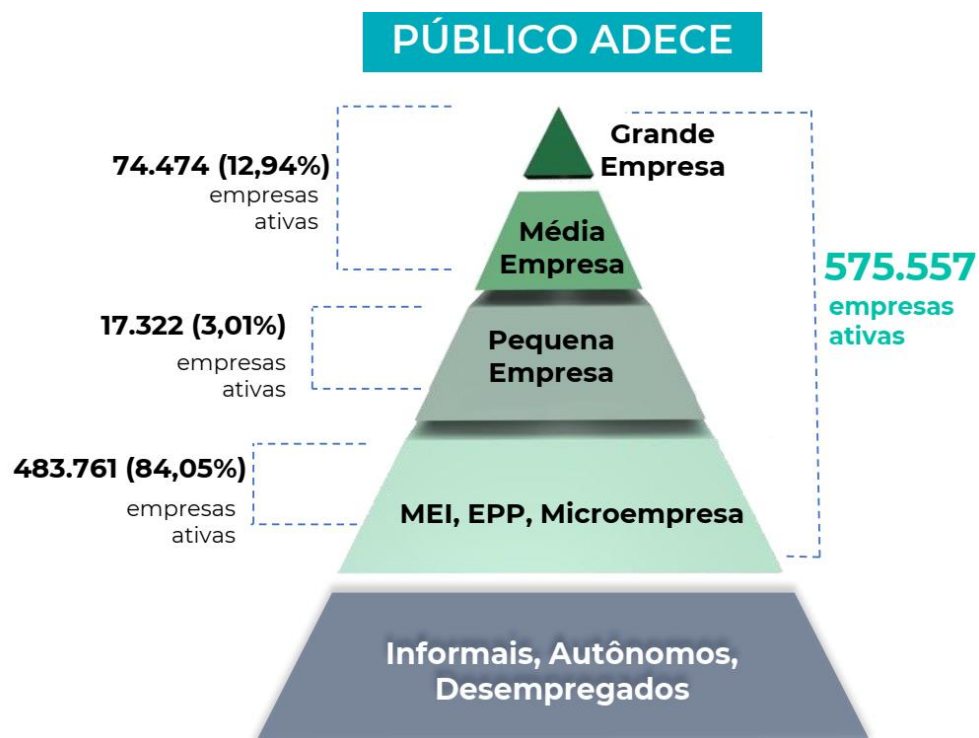 PÚBLICO ADECE
Grande
Empresa
74.474 (12,94%)
empresas
ativas
Média
Empresa
575.557
empresas
ativas
17.322 (3,01%)
empresas
ativas
Pequena
Empresa
483.761 (84,05%)
empresas
ativas
MEI, EPP, Microempresa
Informais, Autônomos,
Desempregados